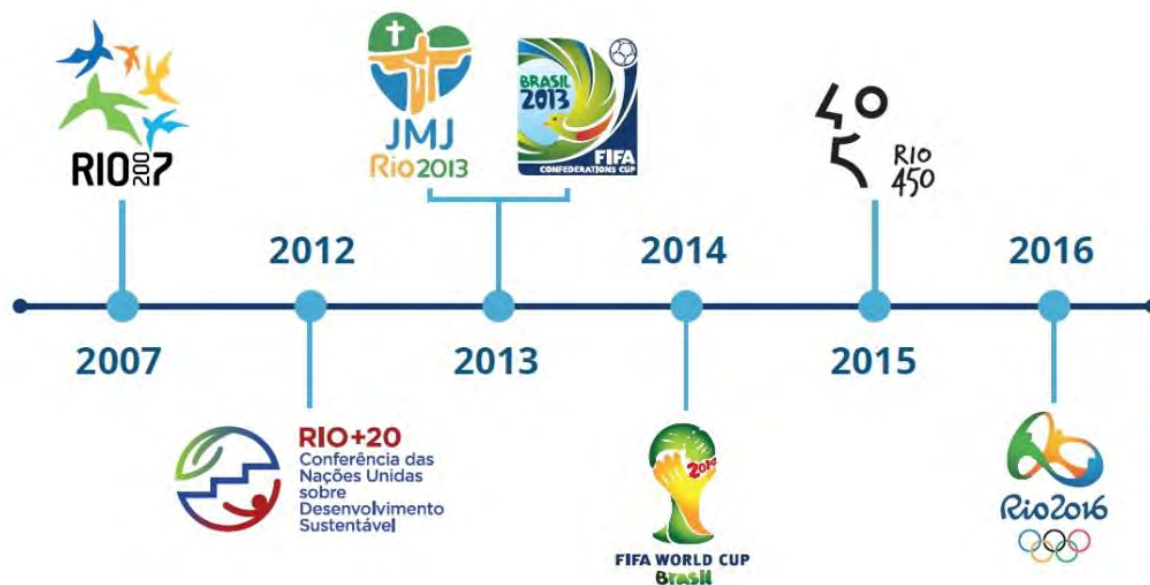 RIO2007
JMJ
Rio2013
BRASIL
2013
FIFA
CONFEDERATIONS CUP
450
RIO
450
2012
2014
2016
2007
2013
2015
RIO+20
Conferência das
Nações Unidas
sobre
Desenvolvimento
Sustentável
2014
FIFA WORLD CUP
Brasil
Rio2016